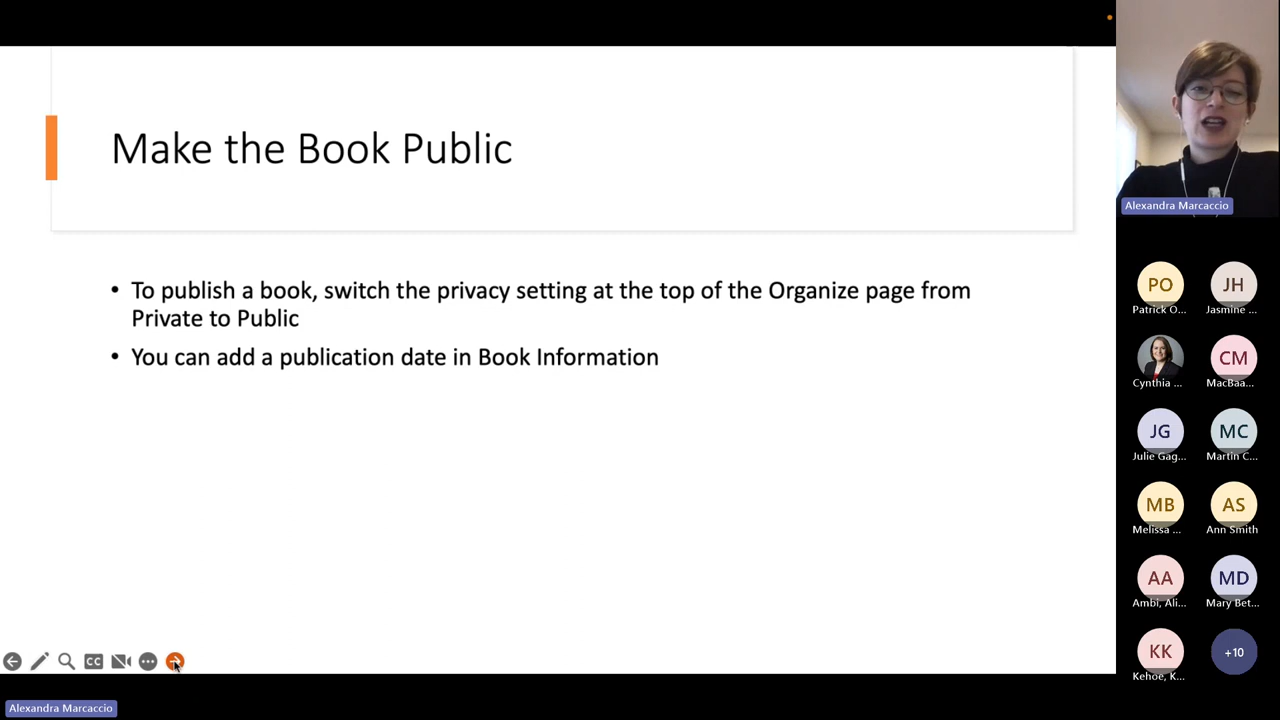 Make the Book Public
• To publish a book, switch the privacy setting at the top of the Organize page from
Private to Public
• You can add a publication date in Book Information
CC
Alexandra Marcaccio
Alexandra Marcaccio
PO
JH
Patrick O...
Jasmine ...
CM
Cynthia ...
MacBaa...
JG
MC
Julie Gag...
Martin C...
MB
AS
Melissa ...
Ann Smith
AA
MD
Ambi, Ali...
Mary Bet...
KK
+10
Kehoe, K...